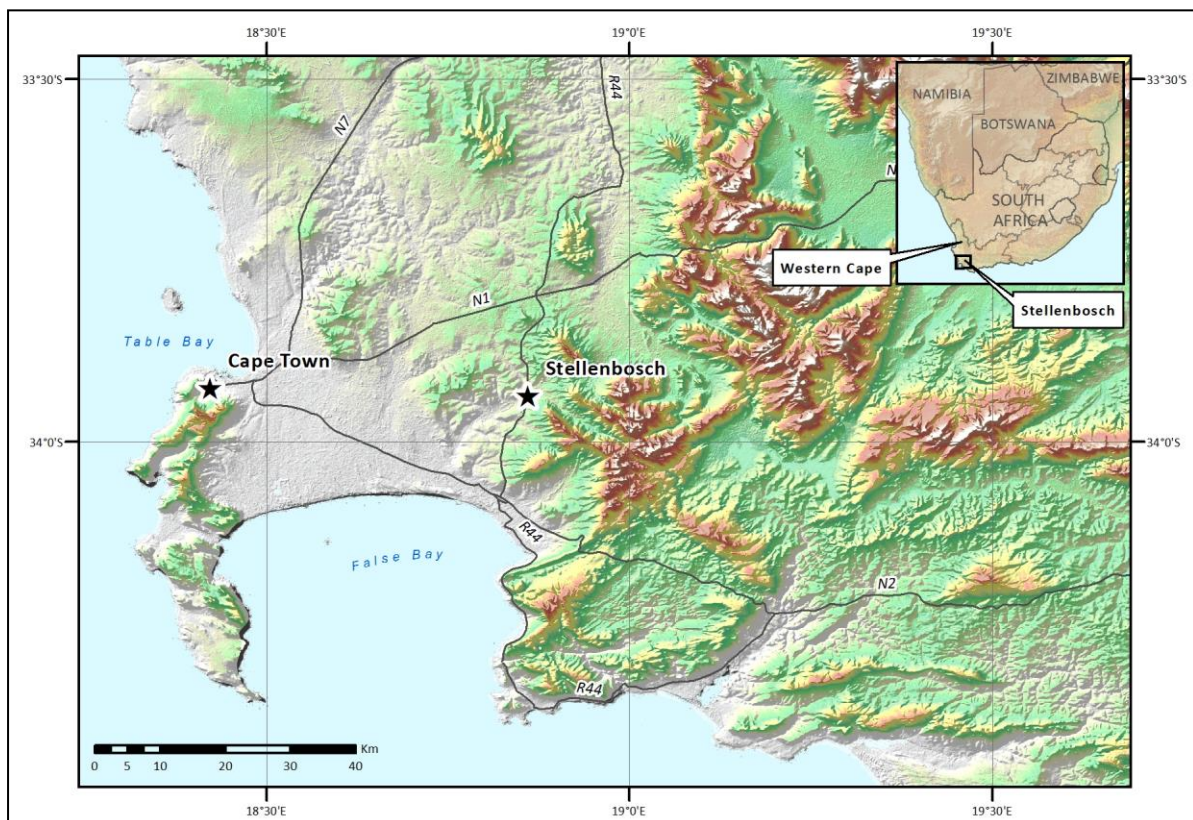 18°30'E
19°0'E
19°30'E
33°30'S
33°30'S
R44
N7
N
N1
ZIMBABWE
NAMIBIA
BOTSWANA
SOUTH
AFRICA
Western Cape
Stellenbosch
Table Bay
Cape Town
Stellenbosch
34°0'S
34°0'S
R44
False Bay
N2
R44
Km
0 5 10 20 30 40
18°30'E
19°0'E
19°30'E